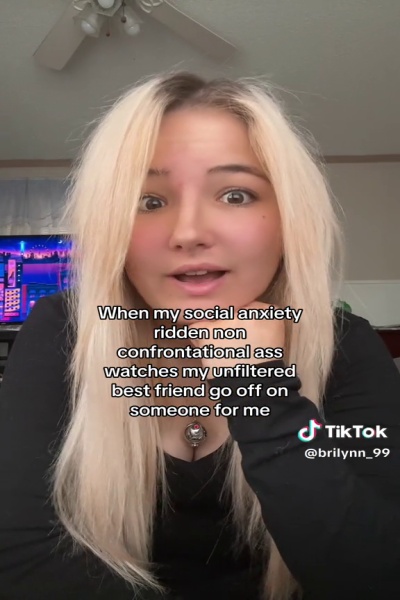 When my social anxiety
ridden non
confrontational ass
watches my unfiltered
best friend go off on
someone for me
TikTok
@brilynn_99